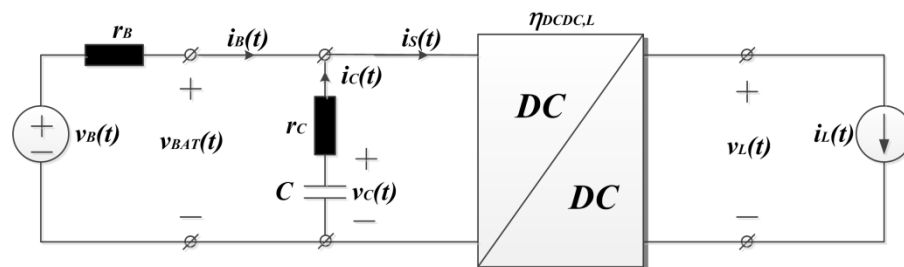 η_DCDC,L
r_B
i_B(t)
i_S(t)
i_C(t)
+
+
DC
+
v_B(t)
−
v_BAT(t)
r_C
v_L(t)
i_L(t)
+
C
v_C(t)
DC
−
−
−